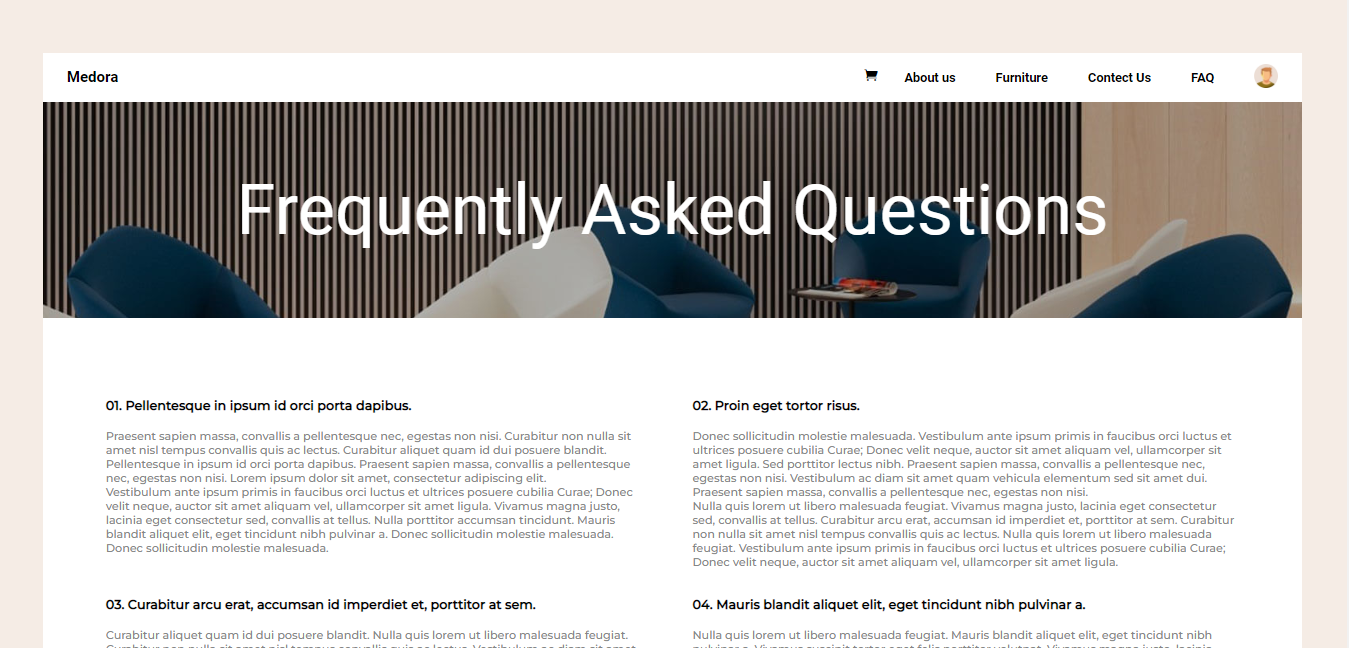 Medora
About us
Furniture
Contect Us
FAQ
Frequently Asked Questions
01. Pellentesque in ipsum id orci porta dapibus.
Praesent sapien massa, convallis a pellentesque nec, egestas non nisi. Curabitur non nulla sit
amet nisl tempus convallis quis ac lectus. Curabitur aliquet quam id dui posuere blandit.
Pellentesque in ipsum id orci porta dapibus. Praesent sapien massa, convallis a pellentesque
nec, egestas non nisi. Lorem ipsum dolor sit amet, consectetur adipiscing elit.
Vestibulum ante ipsum primis in faucibus orci luctus et ultrices posuere cubilia Curae; Donec
velit neque, auctor sit amet aliquam vel, ullamcorper sit amet ligula. Vivamus magna justo,
lacinia eget consectetur sed, convallis at tellus. Nulla porttitor accumsan tincidunt. Mauris
blandit aliquet elit, eget tincidunt nibh pulvinar a. Donec sollicitudin molestie malesuada.
Donec sollicitudin molestie malesuada.
02. Proin eget tortor risus.
Donec sollicitudin molestie malesuada. Vestibulum ante ipsum primis in faucibus orci luctus et
ultrices posuere cubilia Curae; Donec velit neque, auctor sit amet aliquam vel, ullamcorper sit
amet ligula. Sed porttitor lectus nibh. Praesent sapien massa, convallis a pellentesque nec,
egestas non nisi. Vestibulum ac diam sit amet quam vehicula elementum sed sit amet dui.
Praesent sapien massa, convallis a pellentesque nec, egestas non nisi.
Nulla quis lorem ut libero malesuada feugiat. Vivamus magna justo, lacinia eget consectetur
sed, convallis at tellus. Curabitur arcu erat, accumsan id imperdiet et, porttitor at sem. Curabitur
non nulla sit amet nisl tempus convallis quis ac lectus. Nulla quis lorem ut libero malesuada
feugiat. Vestibulum ante ipsum primis in faucibus orci luctus et ultrices posuere cubilia Curae;
Donec velit neque, auctor sit amet aliquam vel, ullamcorper sit amet ligula.
03. Curabitur arcu erat, accumsan id imperdiet et, porttitor at sem.
Curabitur aliquet quam id dui posuere blandit. Nulla quis lorem ut libero malesuada feugiat.
04. Mauris blandit aliquet elit, eget tincidunt nibh pulvinar a.
Nulla quis lorem ut libero malesuada feugiat. Mauris blandit aliquet elit, eget tincidunt nibh